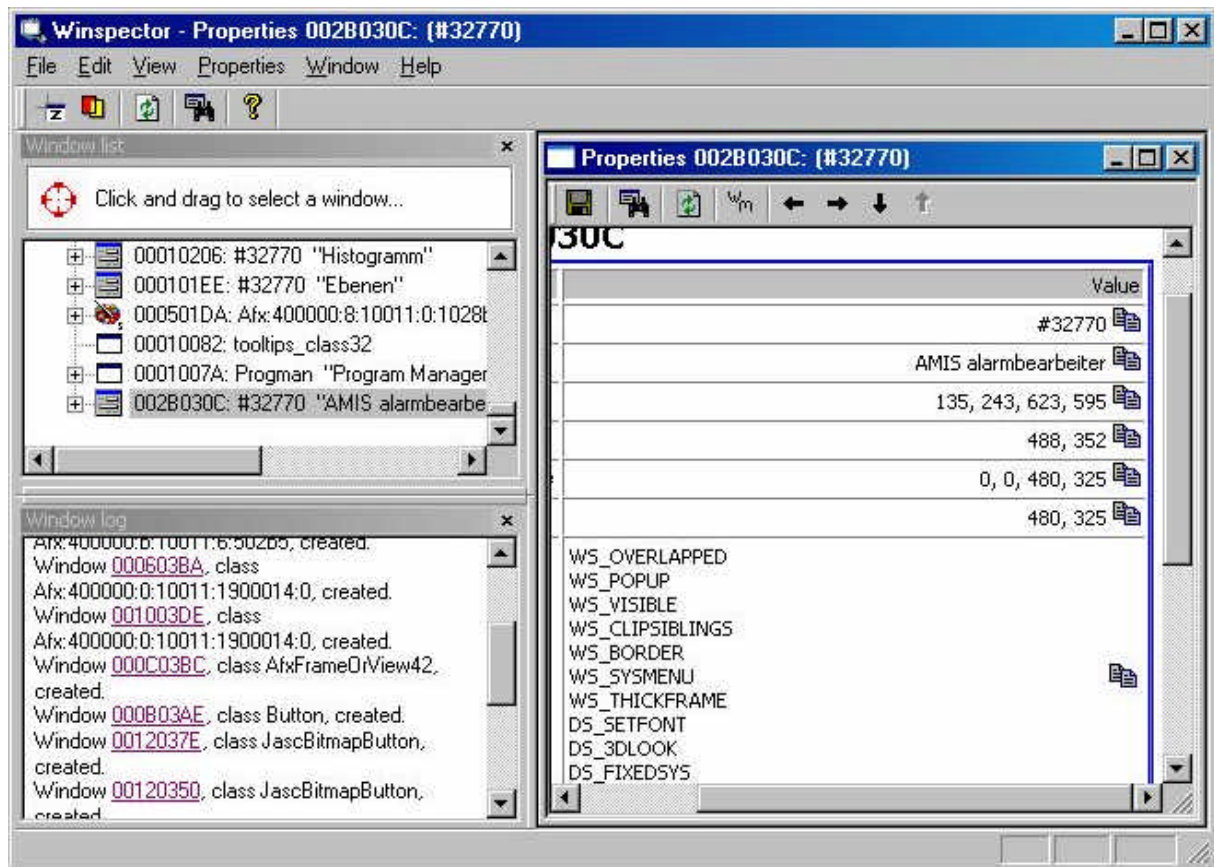 Winspector - Properties 002B030C: (#32770)
File Edit View Properties Window Help
Window list
Click and drag to select a window...
00010206: #32770 "Histogramm"
000101EE: #32770 "Ebenen"
000501DA: Afx:400000:8:10011:0:1028
00010082: tooltips_class32
0001007A: Progman "Program Manager
002B030C: #32770 "AMIS alarmbearbe
Window log
created.
Window 000603BA, class
Afx:400000:0:10011:1900014:0, created.
Window 001003DE, class
Afx:400000:0:10011:1900014:0, created.
Window 000C03BC, class AfxFrameOrView42,
created.
Window 000B03AE, class Button, created.
Window 0012037E, class JascBitmapButton,
created.
Window 00120350, class JascBitmapButton,
created
Properties 002B030C: (#32770)
Wm
030C
Value
#32770
AMIS alarmbearbeiter
135, 243, 623, 595
488, 352
0, 0, 480, 325
480, 325
WS_OVERLAPPED
WS_POPUP
WS_VISIBLE
WS_CLIPSIBLINGS
WS_BORDER
WS_SYSMENU
WS_THICKFRAME
DS_SETFONT
DS_3DLOOK
DS_FIXEDSYS